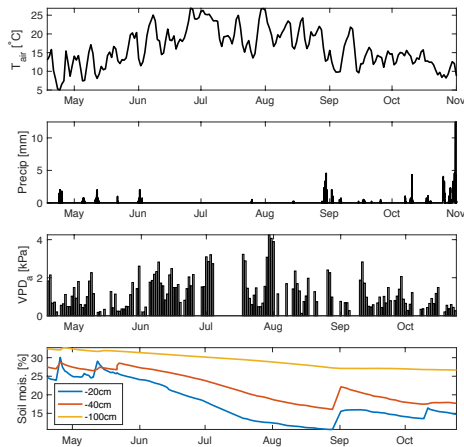 25
20
15
10
5
T air [°C]
May Jun Jul Aug Sep Oct Nov
10
5
0
Precip [mm]
May Jun Jul Aug Sep Oct Nov
4
2
0
VPDa [kPa]
May Jun Jul Aug Sep Oct
30
25
20
15
Soil mois. [%]
-20cm
-40cm
-100cm
May Jun Jul Aug Sep Oct